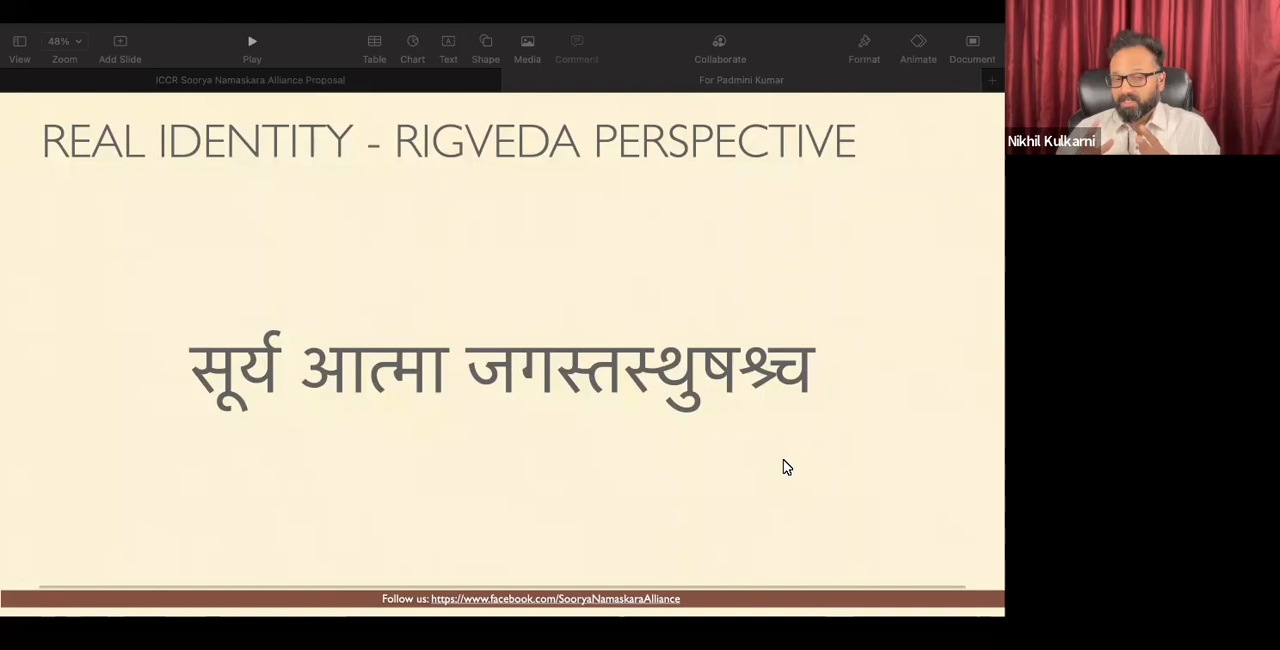 48%
View Zoom Add Slide Play Table Chart Text Shape Media Comment Collaborate Format Animate Document
ICCR Soorya Namaskara Alliance Proposal For Padmini Kumar
REAL IDENTITY - RIGVEDA PERSPECTIVE
सूर्य आत्मा जगस्तस्थुषश्च
Follow us: https://www.facebook.com/SooryaNamaskaraAlliance
Nikhil Kulkarni